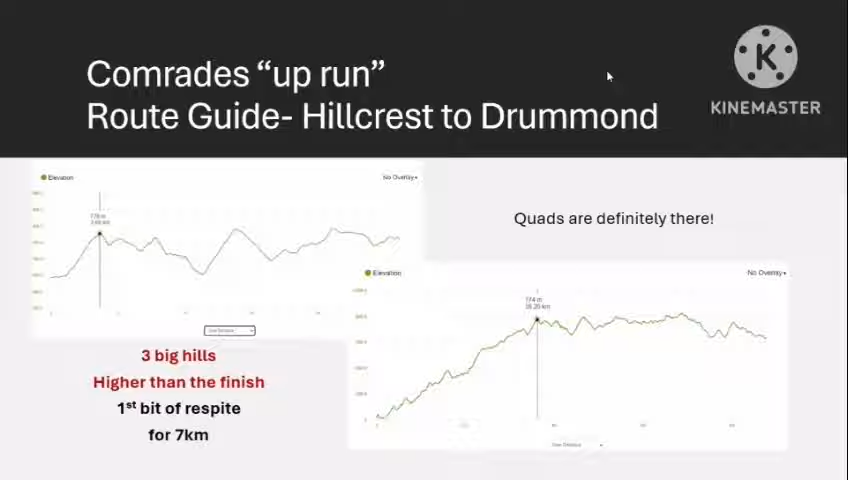 Comrades “up run”
Route Guide- Hillcrest to Drummond
KINEMASTER
Elevation
No Overlay
Quads are definitely there!
Elevation
No Overlay
774 m
3 big hills
Higher than the finish
1st bit of respite
for 7km